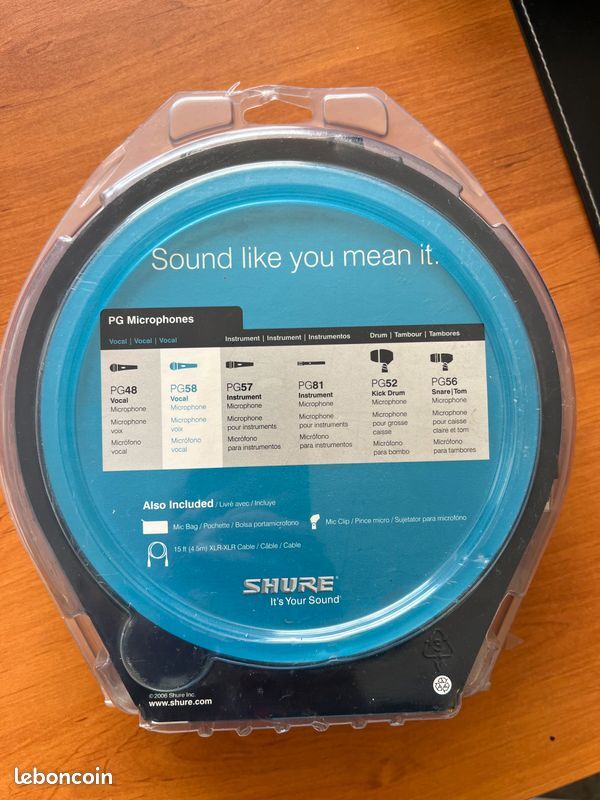 Sound like you mean it.
PG Microphones
Vocal | Vocal | Vocal
Instrument | Instrument | Instrumentos
Drum | Tambour | Tambores
PG48
Vocal
Microphone
Microphone
voix
Micrófono
vocal
PG58
Vocal
Microphone
Microphone
voix
Micrófono
vocal
PG57
Instrument
Microphone
Microphone
pour instruments
Micrófono
para instrumentos
PG81
Instrument
Microphone
Microphone
pour instruments
Micrófono
para instrumentos
PG52
Kick Drum
Microphone
Microphone
pour grosse
caisse
Micrófono
para bombo
PG56
Snare|Tom
Microphone
Microphone
pour caisse
claire et tom
Micrófono
para tambores
Also Included / Livré avec / Incluye
Mic Bag / Pochette / Bolsa portamicrofono
Mic Clip / Pince micro / Sujetator para micrófono
15 ft (4.5m) XLR-XLR Cable / Câble / Cable
SHURE
It's Your Sound
© 2006 Shure Inc.
www.shure.com
leboncoin